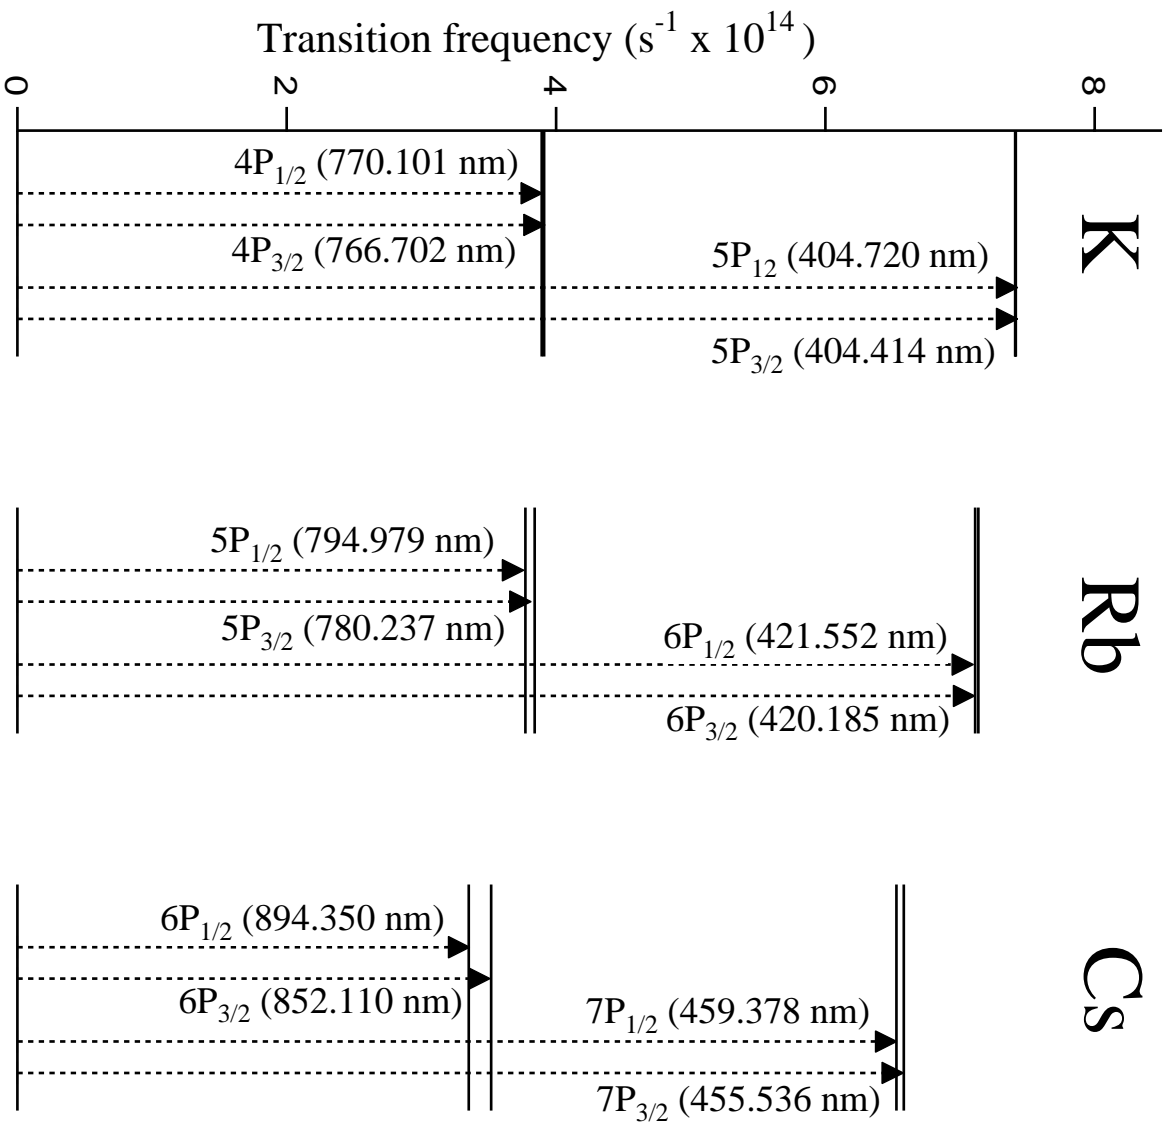 Transition frequency (s⁻¹ x 10¹⁴)
0 2 4 6 8
4P₁/₂ (770.101 nm)
4P₃/₂ (766.702 nm)
5P₁₂ (404.720 nm)
5P₃/₂ (404.414 nm)
K
5P₁/₂ (794.979 nm)
5P₃/₂ (780.237 nm)
6P₁/₂ (421.552 nm)
6P₃/₂ (420.185 nm)
Rb
6P₁/₂ (894.350 nm)
6P₃/₂ (852.110 nm)
7P₁/₂ (459.378 nm)
7P₃/₂ (455.536 nm)
Cs